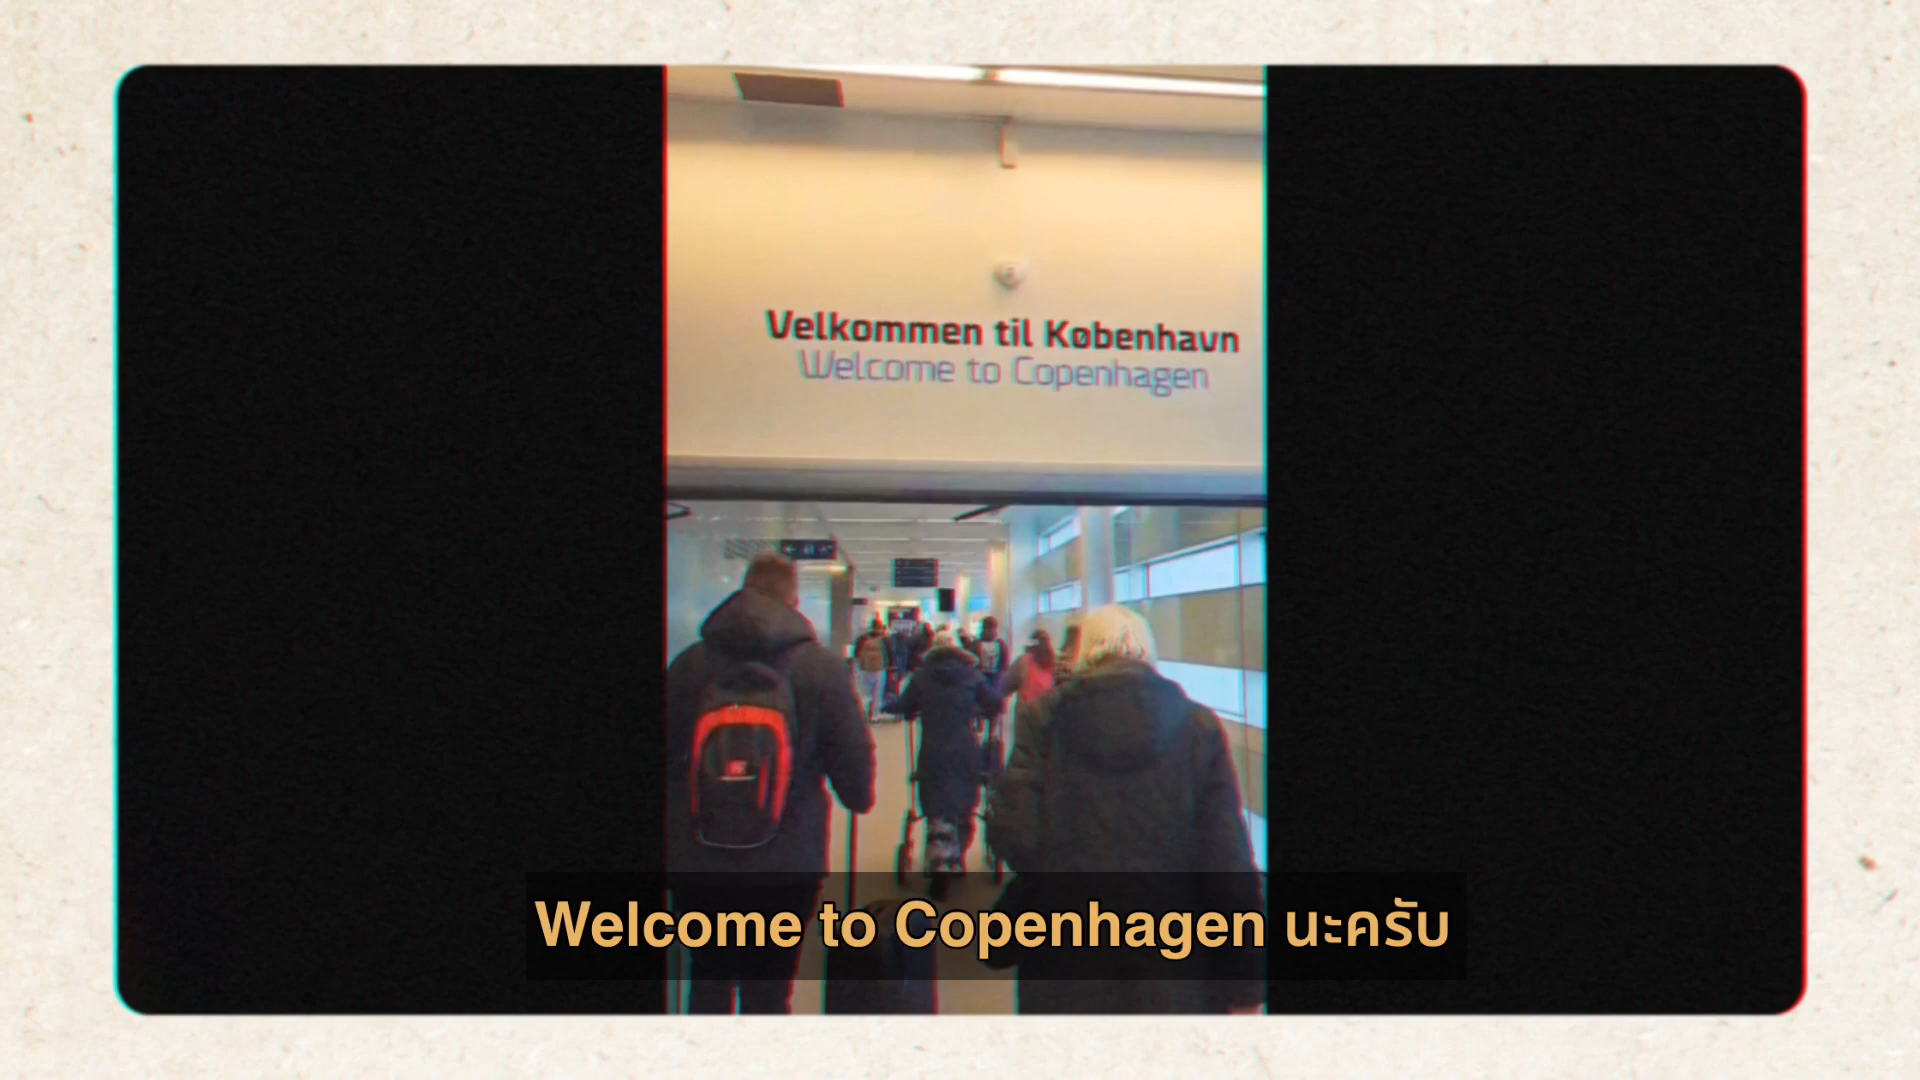 Velkommen til København
Welcome to Copenhagen
Welcome to Copenhagen นะครับ